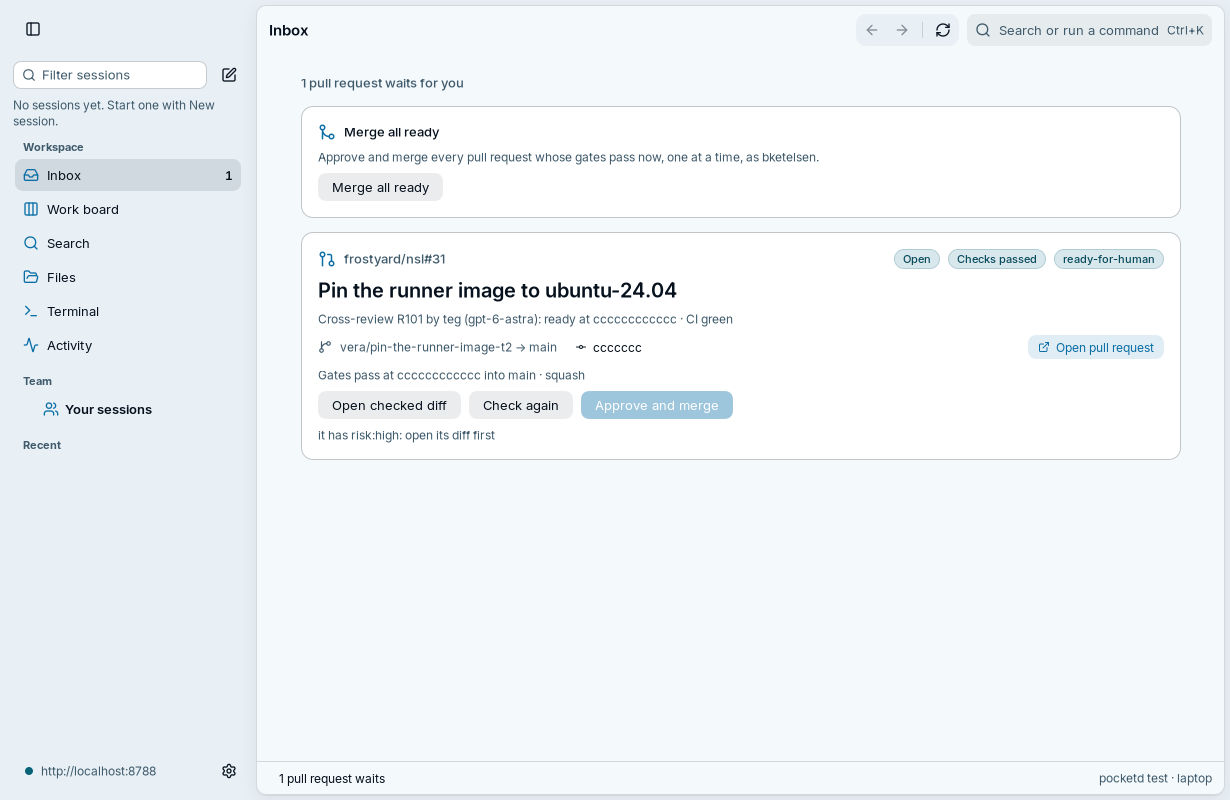 Inbox
Search or run a command Ctrl+K
Filter sessions
No sessions yet. Start one with New
session.
Workspace
Inbox 1
Work board
Search
Files
Terminal
Activity
Team
Your sessions
Recent
http://localhost:8788
1 pull request waits for you
Merge all ready
Approve and merge every pull request whose gates pass now, one at a time, as bketelsen.
Merge all ready
frostyard/nsl#31
Open Checks passed ready-for-human
Pin the runner image to ubuntu-24.04
Cross-review R101 by teg (gpt-6-astra): ready at cccccccccccc · CI green
vera/pin-the-runner-image-t2 → main ccccccc
Open pull request
Gates pass at cccccccccccc into main · squash
Open checked diff Check again Approve and merge
it has risk:high: open its diff first
1 pull request waits
pocketd test · laptop